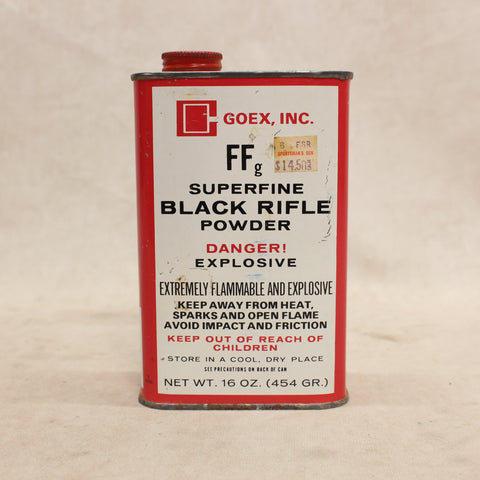 GOEX, INC.
FFg
SPORTSMAN'S DEN
$14.50
SUPERFINE
BLACK RIFLE
POWDER
DANGER!
EXPLOSIVE
EXTREMELY FLAMMABLE AND EXPLOSIVE
KEEP AWAY FROM HEAT,
SPARKS AND OPEN FLAME
AVOID IMPACT AND FRICTION
KEEP OUT OF REACH OF
CHILDREN
STORE IN A COOL, DRY PLACE
SEE PRECAUTIONS ON BACK OF CAN
NET WT. 16 OZ. (454 GR.)